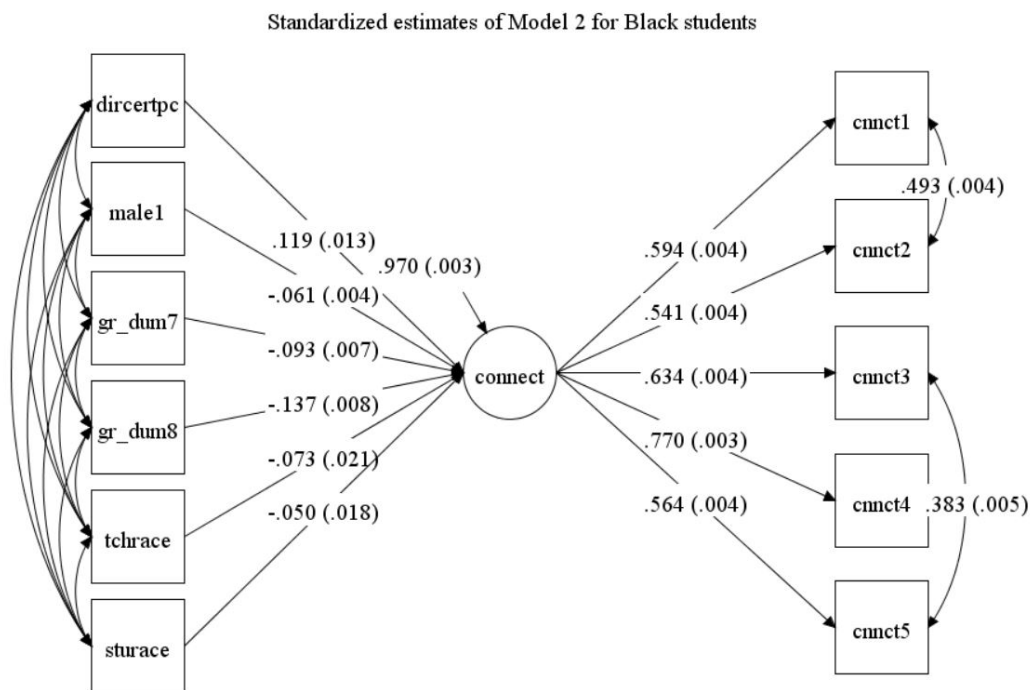 Standardized estimates of Model 2 for Black students
dircertpc
male1
gr_dum7
gr_dum8
tchrace
sturace
.119 (.013)
-.061 (.004)
-.093 (.007)
-.137 (.008)
-.073 (.021)
-.050 (.018)
.970 (.003)
connect
.594 (.004)
.541 (.004)
.634 (.004)
.770 (.003)
.564 (.004)
cnnct1
cnnct2
cnnct3
cnnct4
cnnct5
.493 (.004)
.383 (.005)